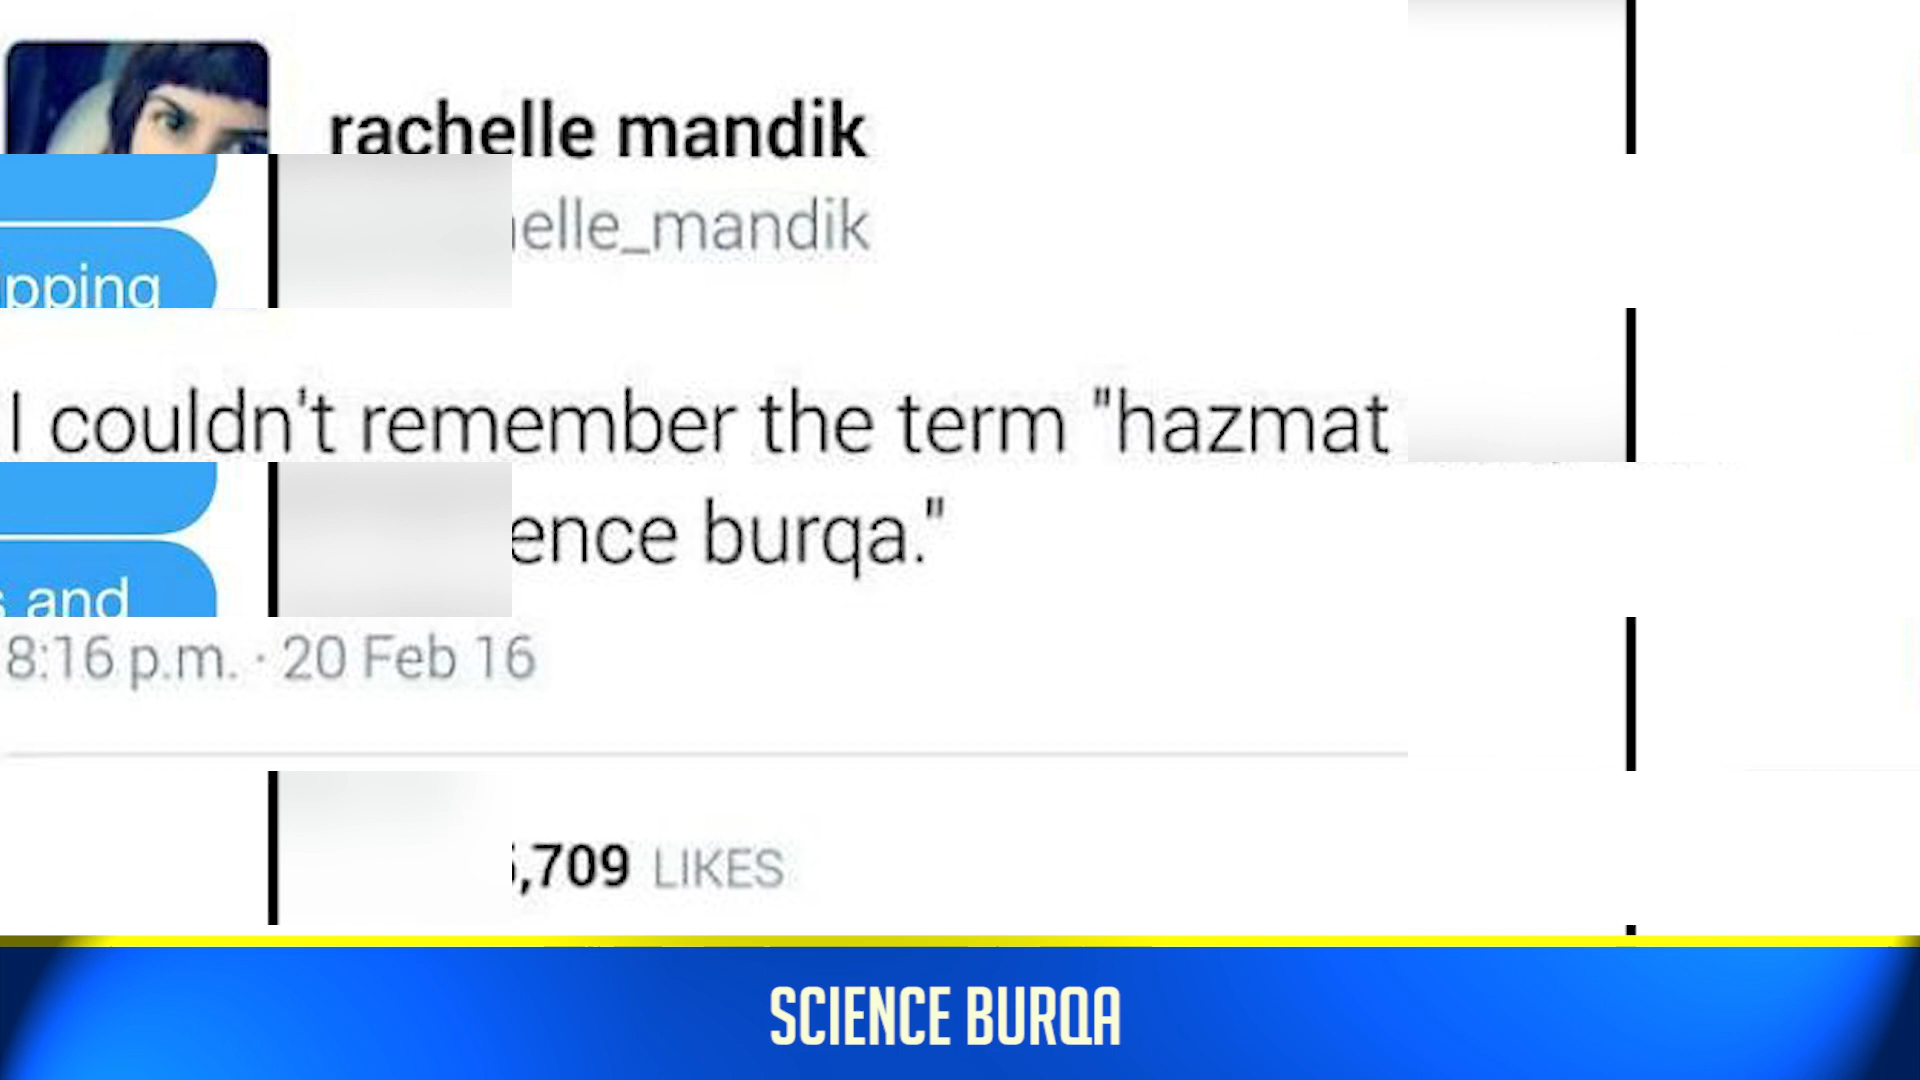 rachelle mandik
elle_mandik
pping
I couldn't remember the term "hazmat
ence burqa."
and
8:16 p.m. · 20 Feb 16
,709 LIKES
SCIENCE BURQA